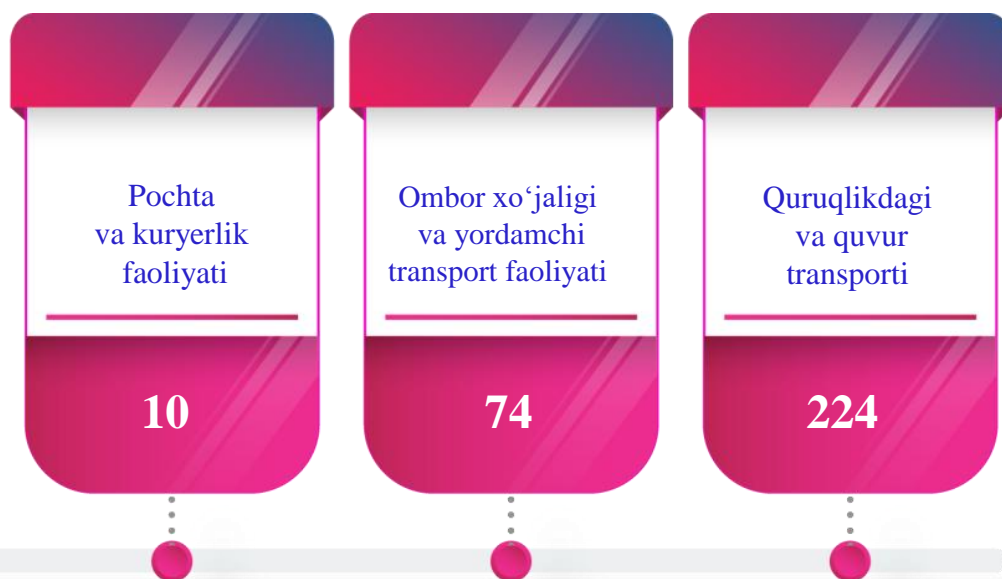 Pochta
va kuryerlik
faoliyati
10
Ombor xo‘jaligi
va yordamchi
transport faoliyati
74
Quruqlikdagi
va quvur
transporti
224